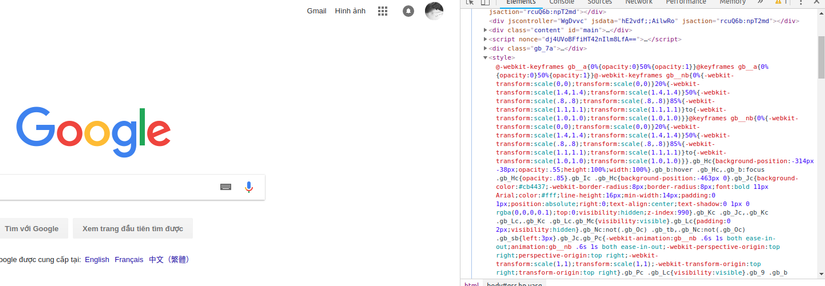 Gmail Hình ảnh
Google
Tìm với Google
Xem trang đầu tiên tìm được
oogle được cung cấp tại: English Français 中文（繁體）
Elements Console Sources Network Performance Memory
jsaction="rcuQ6b:npT2md"></div>
<div jscontroller="WgDvvc" jsdata="hE2vdf;;AilwRo" jsaction="rcuQ6b:npT2md"></div>
<div class="content" id="main">…</div>
<script nonce="dj4UVoBFfiHT42nIlm8LfA==">…</script>
<div class="gb_7a">…</div>
<style>
@-webkit-keyframes gb__a{0%{opacity:0}50%{opacity:1}}@keyframes gb__a{0%
{opacity:0}50%{opacity:1}}@-webkit-keyframes gb__nb{0%{-webkit-
transform:scale(0,0);transform:scale(0,0)}20%{-webkit-
transform:scale(1.4,1.4);transform:scale(1.4,1.4)}50%{-webkit-
transform:scale(.8,.8);transform:scale(.8,.8)}85%{-webkit-
transform:scale(1.1,1.1);transform:scale(1.1,1.1)}to{-webkit-
transform:scale(1.0,1.0);transform:scale(1.0,1.0)}}@keyframes gb__nb{0%{-webkit-
transform:scale(0,0);transform:scale(0,0)}20%{-webkit-
transform:scale(1.4,1.4);transform:scale(1.4,1.4)}50%{-webkit-
transform:scale(.8,.8);transform:scale(.8,.8)}85%{-webkit-
transform:scale(1.1,1.1);transform:scale(1.1,1.1)}to{-webkit-
transform:scale(1.0,1.0);transform:scale(1.0,1.0)}}.gb_Hc{background-position:-314px
-38px;opacity:.55;height:100%;width:100%}.gb_b:hover .gb_Hc,.gb_b:focus
.gb_Hc{opacity:.85}.gb_Ic .gb_Hc{background-position:-463px 0}.gb_Jc{background-
color:#cb4437;-webkit-border-radius:8px;border-radius:8px;font:bold 11px
Arial;color:#fff;line-height:16px;min-width:14px;padding:0
1px;position:absolute;right:0;text-align:center;text-shadow:0 1px 0
rgba(0,0,0,0.1);top:0;visibility:hidden;z-index:990}.gb_Kc .gb_Jc,.gb_Kc
.gb_Lc,.gb_Kc .gb_Lc.gb_Mc{visibility:visible}.gb_Lc{padding:0
2px;visibility:hidden}.gb_Nc:not(.gb_Oc) .gb_tb,.gb_Nc:not(.gb_Oc)
.gb_sb{left:3px}.gb_Jc.gb_Pc{-webkit-animation:gb__nb .6s 1s both ease-in-
out;animation:gb__nb .6s 1s both ease-in-out;-webkit-perspective-origin:top
right;perspective-origin:top right;-webkit-
transform:scale(1,1);transform:scale(1,1);-webkit-transform-origin:top
right;transform-origin:top right}.gb_Pc .gb_Lc{visibility:visible}.gb_9 .gb_b
html